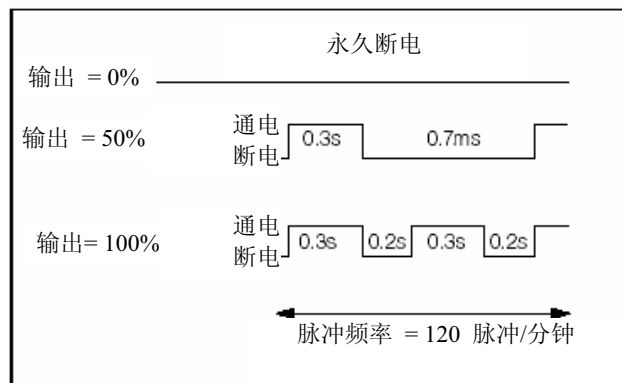 永久断电
输出 = 0%
输出 = 50%
通电
断电
0.3s
0.7ms
输出= 100%
通电
断电
0.3s
0.2s
0.3s
0.2s
脉冲频率 = 120 脉冲/分钟